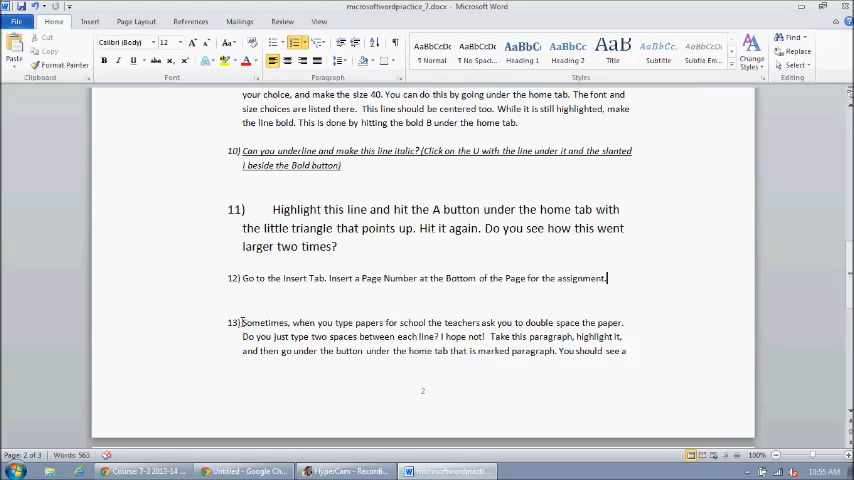 microsoftwordpractice_7.docx - Microsoft Word
File Home Insert Page Layout References Mailings Review View
Cut
Copy
Format Painter
Paste
Calibri (Body) 12
AaBbCcDc AaBbCcDc AaBbC AaBbCc AaB AaBbCc. AaBbCcDc
¶ Normal ¶ No Spaci... Heading 1 Heading 2 Title Subtitle Subtle Em...
Change
Styles
Find
Replace
Select
Clipboard Font Paragraph Styles Editing
your choice, and make the size 40. You can do this by going under the home tab. The font and
size choices are listed there. This line should be centered too. While it is still highlighted, make
the line bold. This is done by hitting the bold B under the home tab.
10) Can you underline and make this line italic? (Click on the U with the line under it and the slanted
I beside the Bold button)
11) Highlight this line and hit the A button under the home tab with
the little triangle that points up. Hit it again. Do you see how this went
larger two times?
12) Go to the Insert Tab. Insert a Page Number at the Bottom of the Page for the assignment.
13) Sometimes, when you type papers for school the teachers ask you to double space the paper.
Do you just type two spaces between each line? I hope not! Take this paragraph, highlight it,
and then go under the button under the home tab that is marked paragraph. You should see a
2
Page: 2 of 3 Words: 563 100%
Course: 7-3 2013-14 ... Untitled - Google Ch... HyperCam - Recordi... microsoftwordpractic... 10:55 AM